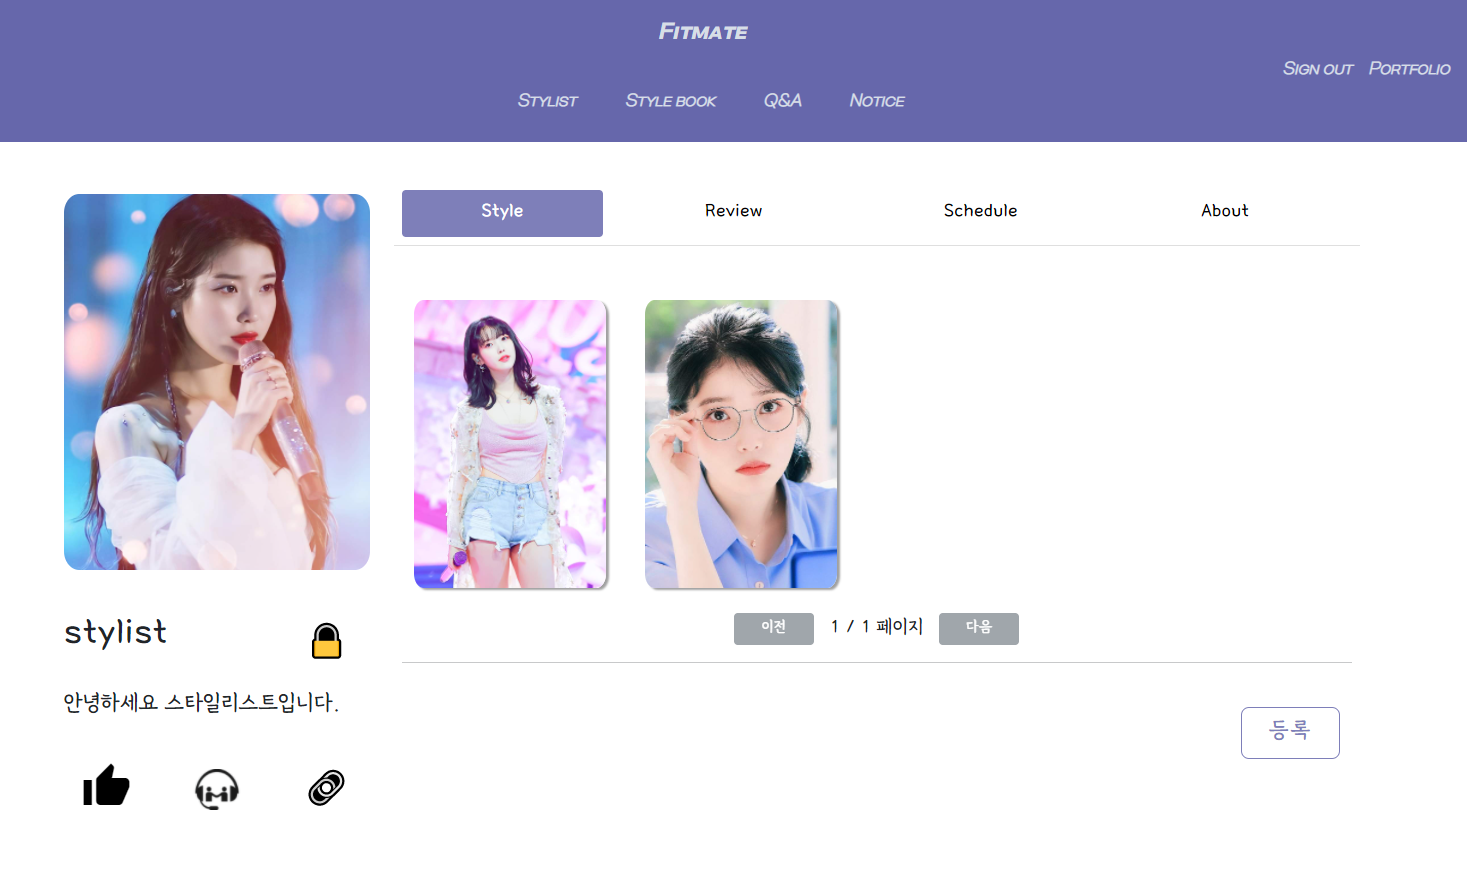 Fitmate
Sign out Portfolio
Stylist Style book Q&A Notice
Style Review Schedule About
stylist
안녕하세요 스타일리스트입니다.
이전 1 / 1 페이지 다음
등록